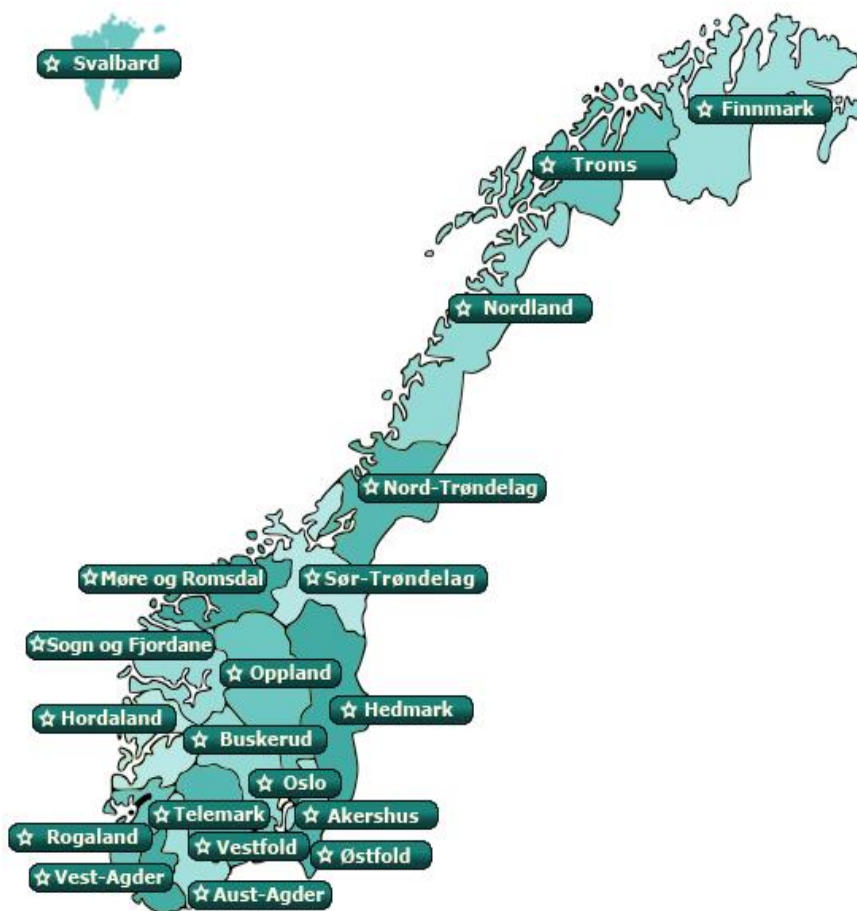 Svalbard
Finnmark
Troms
Nordland
Nord-Trøndelag
Møre og Romsdal
Sør-Trøndelag
Sogn og Fjordane
Oppland
Hordaland
Hedmark
Buskerud
Oslo
Telemark
Akershus
Rogaland
Vestfold
Østfold
Vest-Agder
Aust-Agder